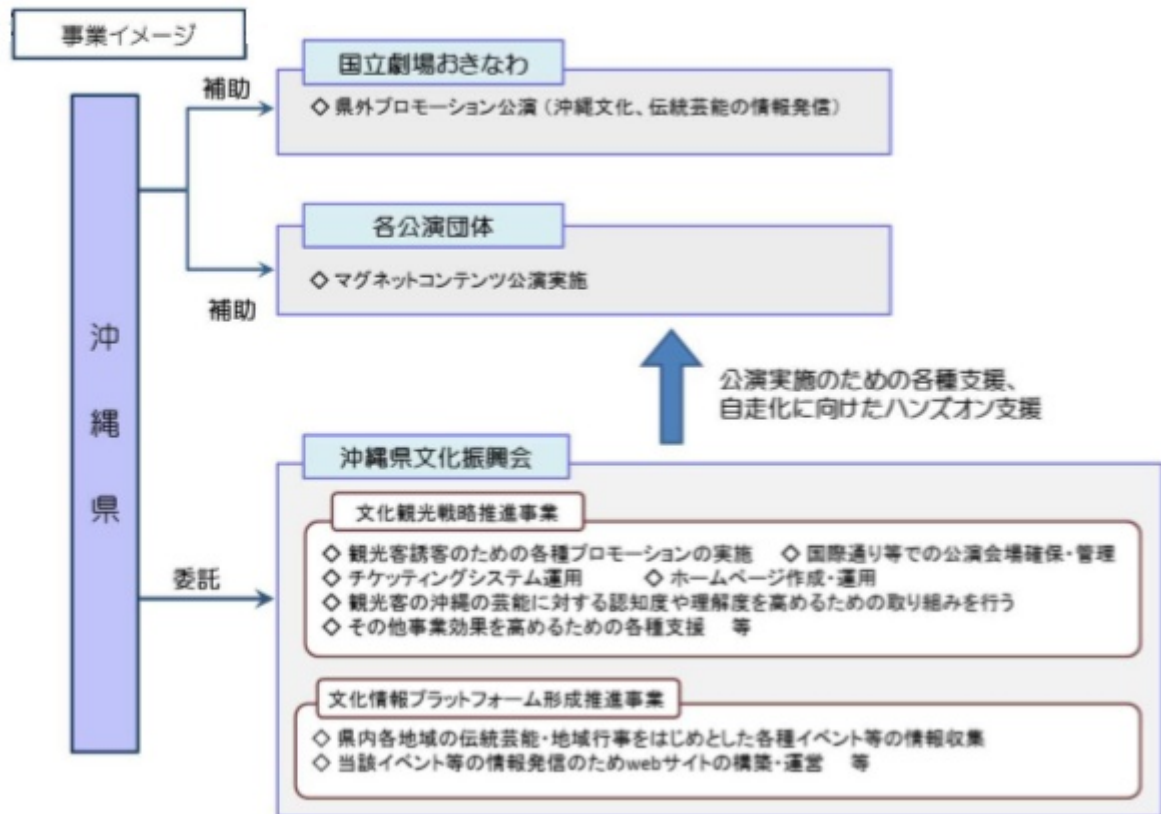 事業イメージ
沖縄県
補助
国立劇場おきなわ
◇ 県外プロモーション公演（沖縄文化、伝統芸能の情報発信）
各公演団体
◇ マグネットコンテンツ公演実施
補助
公演実施のための各種支援、
自走化に向けたハンズオン支援
委託
沖縄県文化振興会
文化観光戦略推進事業
◇ 観光客誘客のための各種プロモーションの実施　◇ 国際通り等での公演会場確保・管理
◇ チケッティングシステム運用　◇ ホームページ作成・運用
◇ 観光客の沖縄の芸能に対する認知度や理解度を高めるための取り組みを行う
◇ その他事業効果を高めるための各種支援　等
文化情報プラットフォーム形成推進事業
◇ 県内各地域の伝統芸能・地域行事をはじめとした各種イベント等の情報収集
◇ 当該イベント等の情報発信のためwebサイトの構築・運営　等